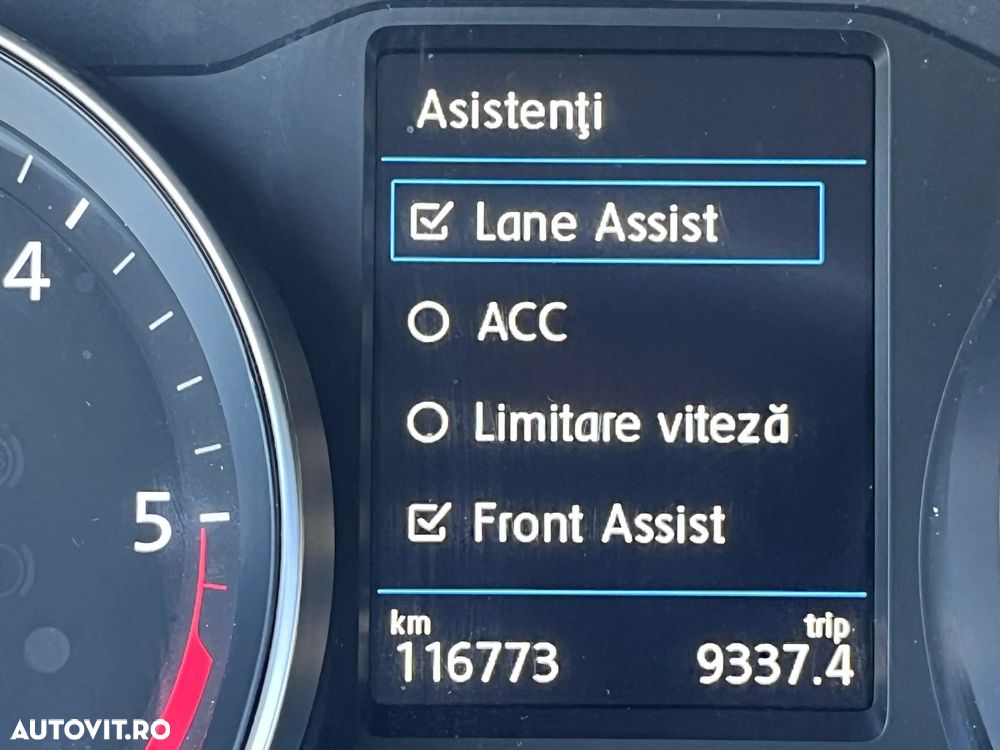 Asistenţi
Lane Assist
ACC
Limitare viteză
Front Assist
km trip
116773 9337.4
4
5
AUTOVIT.RO